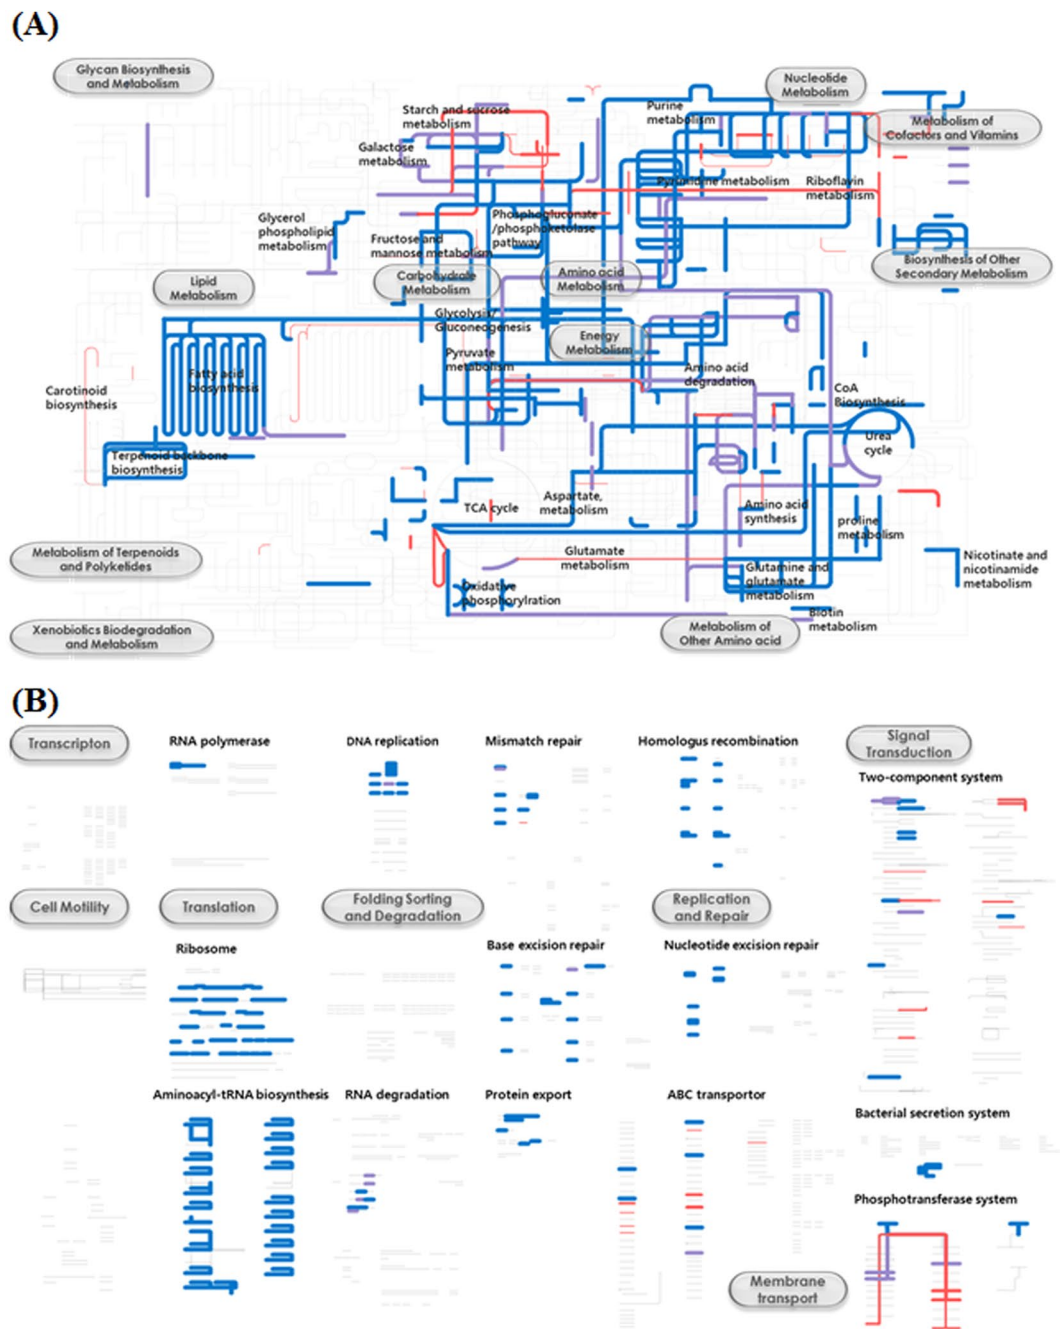 (A)
Glycan Biosynthesis
and Metabolism
Nucleotide
Metabolism
Starch and sucrose
metabolism
Purine
metabolism
Metabolism of
Cofactors and Vitamins
Galactose
metabolism
Pyrimidine metabolism
Riboflavin
metabolism
Glycerol
phospholipid
metabolism
Phosphogluconate
/phosphoketolase
pathway
Fructose and
mannose metabolism
Biosynthesis of Other
Secondary Metabolism
Lipid
Metabolism
Carbohydrate
Metabolism
Amino acid
Metabolism
Glycolysis/
Gluconeogenesis
Energy
Metabolism
Pyruvate
metabolism
Amino acid
degradation
Fatty acid
biosynthesis
Carotinoid
biosynthesis
CoA
Biosynthesis
Urea
cycle
Terpenoid backbone
biosynthesis
TCA cycle
Aspartate,
metabolism
Amino acid
synthesis
proline
metabolism
Metabolism of Terpenoids
and Polyketides
Glutamate
metabolism
Nicotinate and
nicotinamide
metabolism
Glutamine and
glutamate
metabolism
Oxidative
phosphorylration
Biotin
metabolism
Xenobiotics Biodegradation
and Metabolism
Metabolism of
Other Amino acid
(B)
Transcripton
RNA polymerase
DNA replication
Mismatch repair
Homologus recombination
Signal
Transduction
Two-component system
Cell Motility
Translation
Folding Sorting
and Degradation
Replication
and Repair
Ribosome
Base excision repair
Nucleotide excision repair
Aminoacyl-tRNA biosynthesis
RNA degradation
Protein export
ABC transportor
Bacterial secretion system
Phosphotransferase system
Membrane
transport